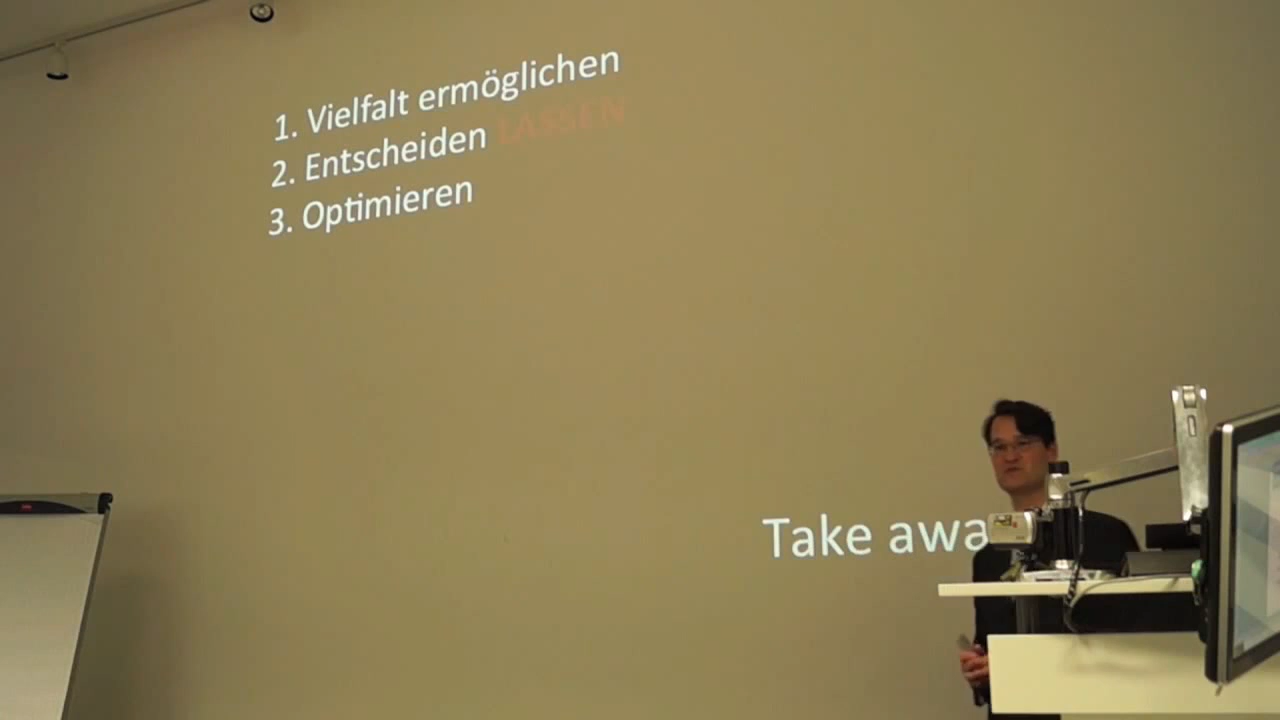 1. Vielfalt ermöglichen
2. Entscheiden LASSEN
3. Optimieren
Take awa